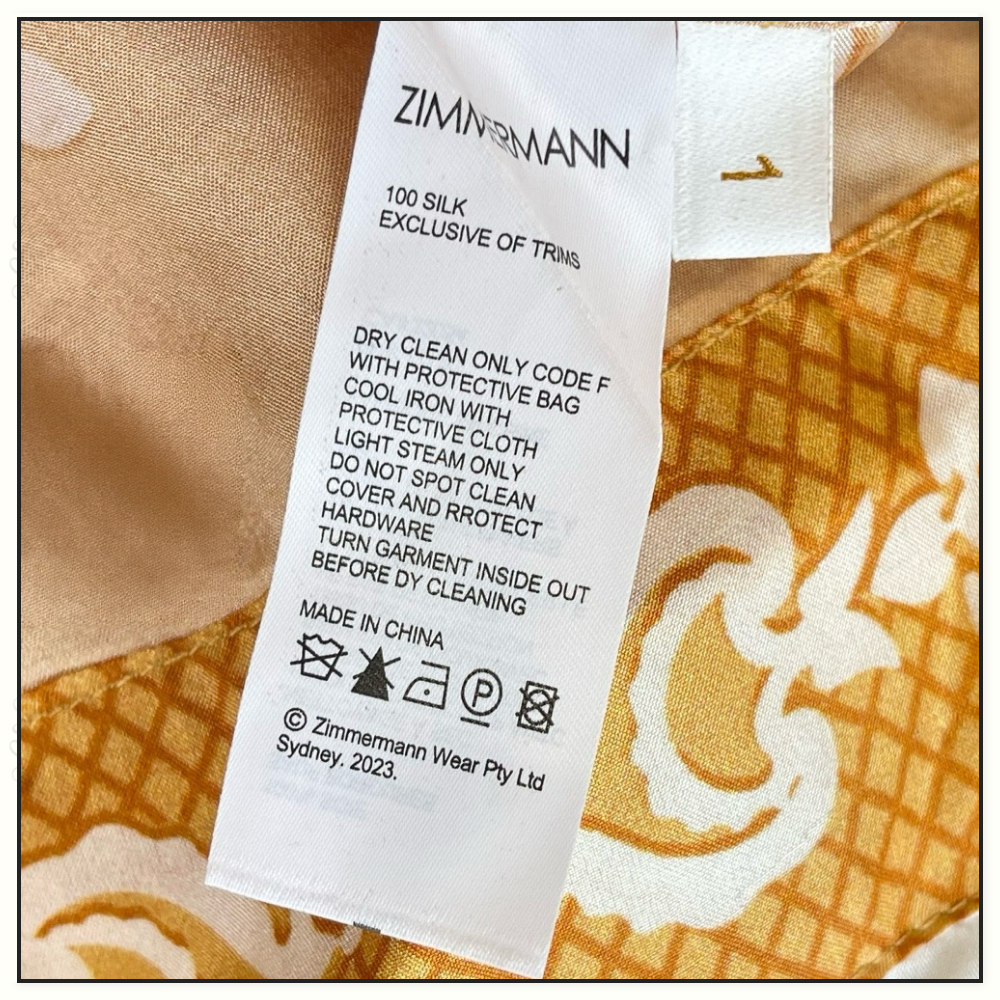 ZIMMERMANN
1
100 SILK
EXCLUSIVE OF TRIMS
DRY CLEAN ONLY CODE F
WITH PROTECTIVE BAG
COOL IRON WITH
PROTECTIVE CLOTH
LIGHT STEAM ONLY
DO NOT SPOT CLEAN
COVER AND RROTECT
HARDWARE
TURN GARMENT INSIDE OUT
BEFORE DY CLEANING
MADE IN CHINA
P
© Zimmermann Wear Pty Ltd
Sydney. 2023.